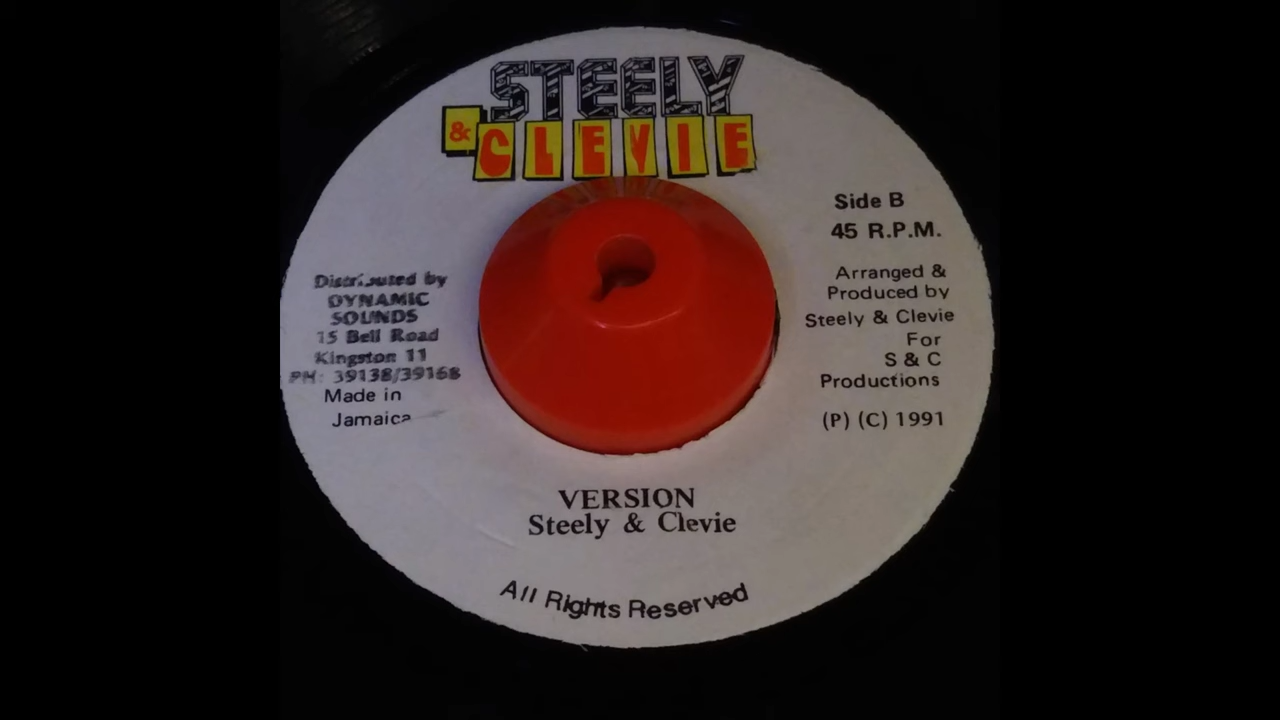 STEELY
& CLEVIE
Side B
45 R.P.M.
Arranged &
Produced by
Steely & Clevie
For
S & C
Productions
(P) (C) 1991
Distributed by
DYNAMIC
SOUNDS
15 Bell Road
Kingston 11
PH: 39138/39168
Made in
Jamaica
VERSION
Steely & Clevie
All Rights Reserved